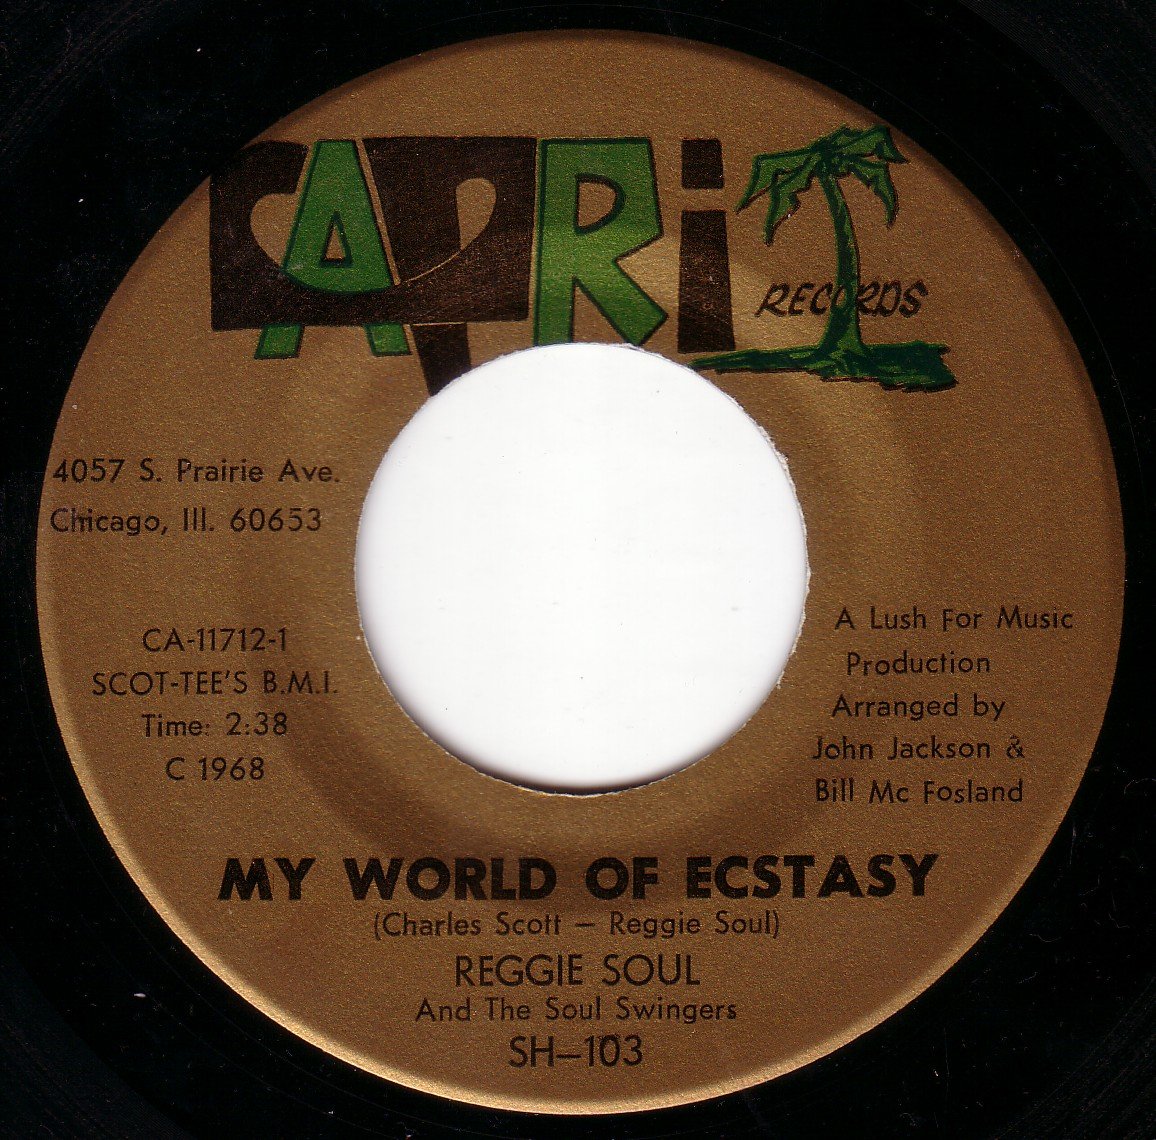 CAPRI
RECORDS
4057 S. Prairie Ave.
Chicago, Ill. 60653
CA-11712-1
SCOT-TEE'S B.M.I.
Time: 2:38
C 1968
A Lush For Music
Production
Arranged by
John Jackson &
Bill Mc Fosland
MY WORLD OF ECSTASY
(Charles Scott – Reggie Soul)
REGGIE SOUL
And The Soul Swingers
SH–103